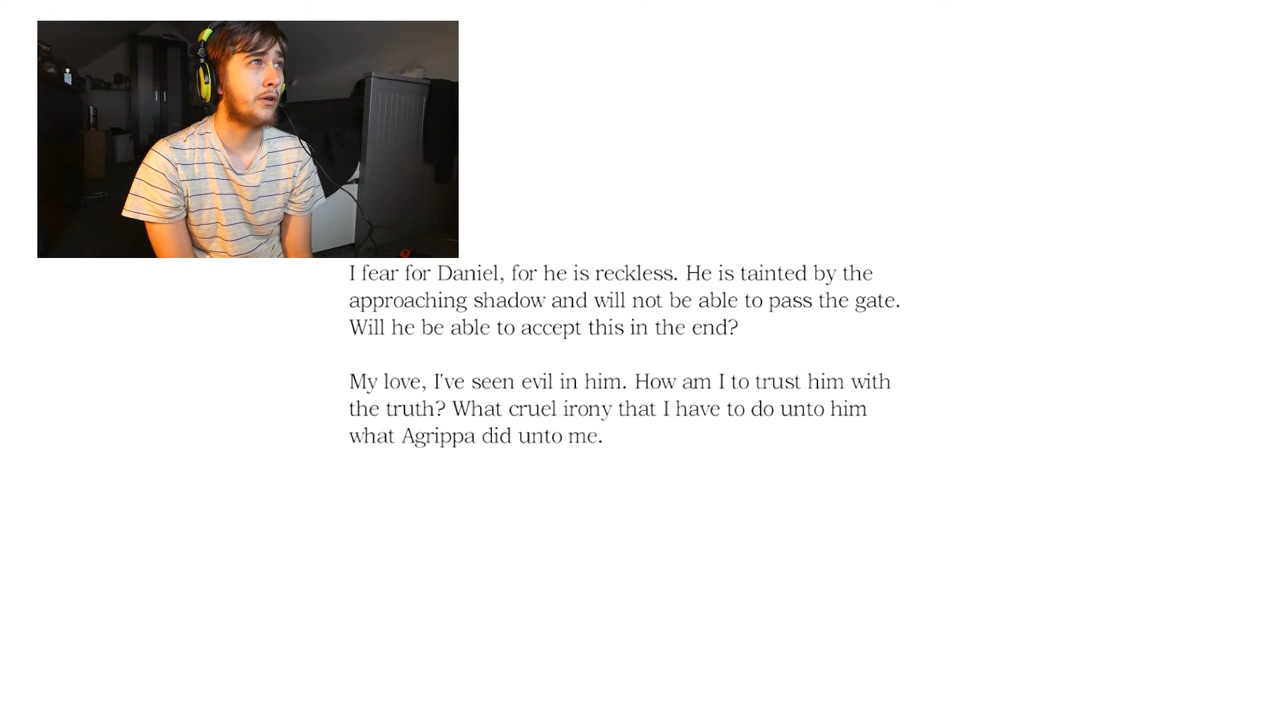 I fear for Daniel, for he is reckless. He is tainted by the
approaching shadow and will not be able to pass the gate.
Will he be able to accept this in the end?
My love, I've seen evil in him. How am I to trust him with
the truth? What cruel irony that I have to do unto him
what Agrippa did unto me.